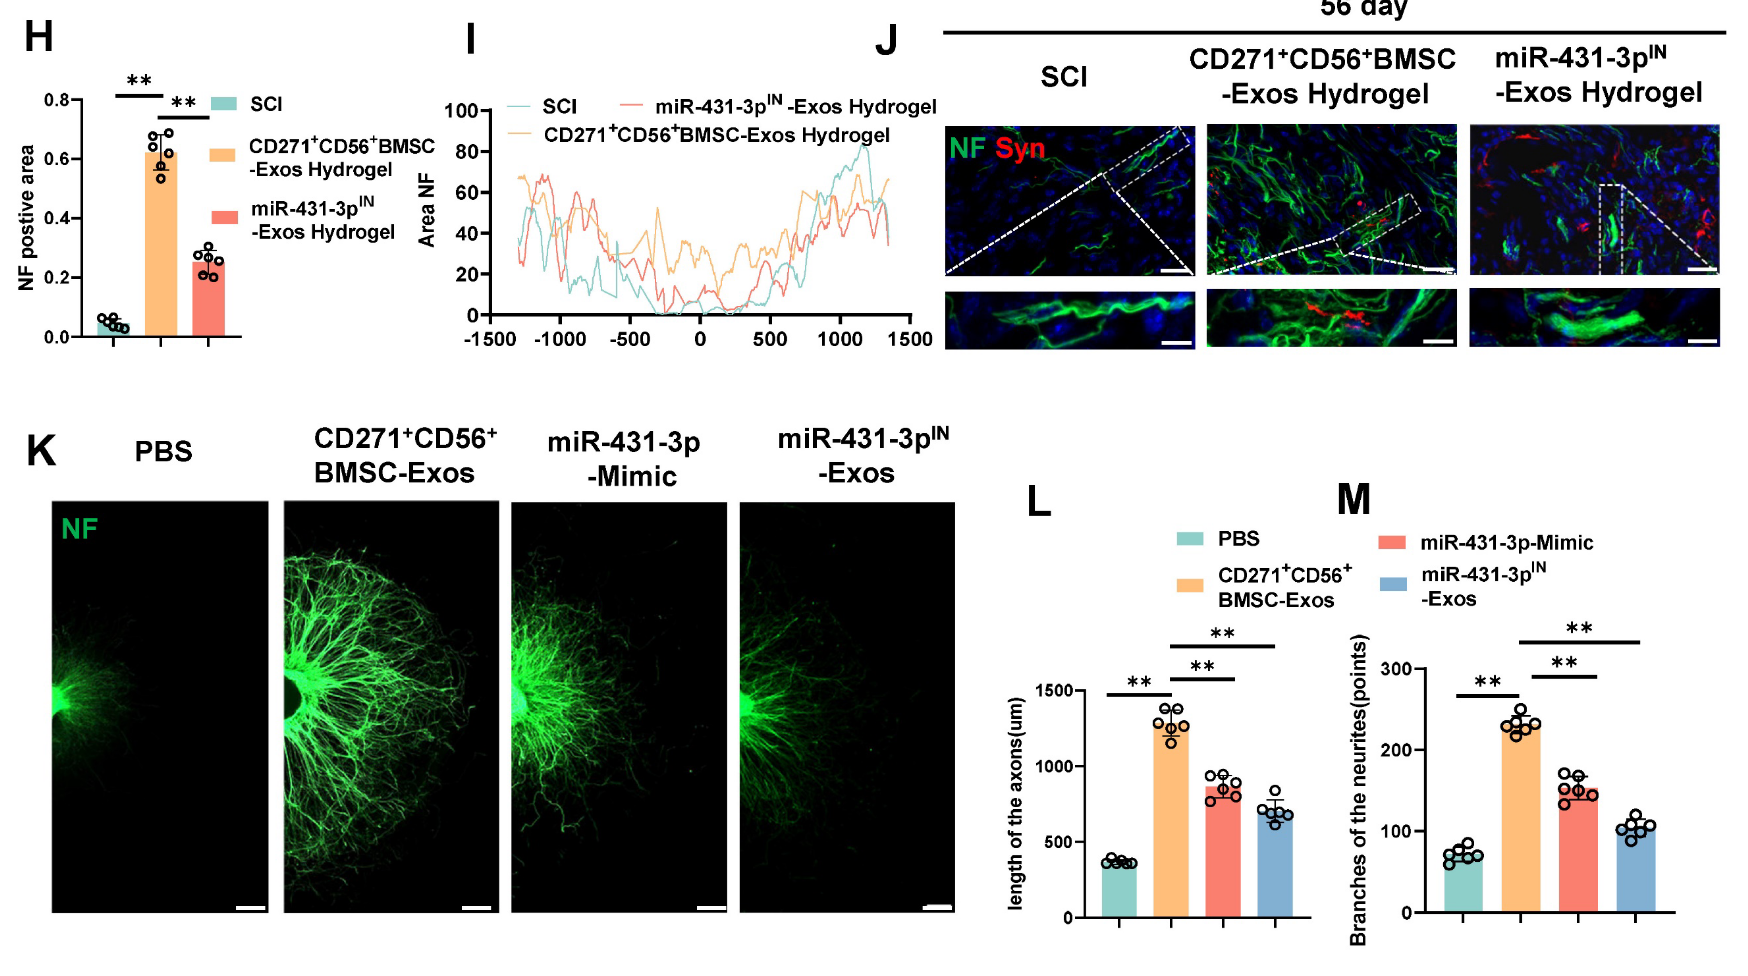 H
**
**
0.8
0.6
0.4
0.2
0.0
NF postive area
SCI
CD271+CD56+BMSC
-Exos Hydrogel
miR-431-3pIN
-Exos Hydrogel
I
SCI
miR-431-3pIN -Exos Hydrogel
CD271+CD56+BMSC-Exos Hydrogel
100
80
60
40
20
0
Area NF
-1500 -1000 -500 0 500 1000 1500
J
56 day
SCI
CD271+CD56+BMSC
-Exos Hydrogel
miR-431-3pIN
-Exos Hydrogel
NF Syn
K
PBS
CD271+CD56+
BMSC-Exos
miR-431-3p
-Mimic
miR-431-3pIN
-Exos
NF
L
PBS
CD271+CD56+
BMSC-Exos
**
**
**
1500
1000
500
0
length of the axons(um)
M
miR-431-3p-Mimic
miR-431-3pIN
-Exos
**
**
**
300
200
100
0
Branches of the neurites(points)